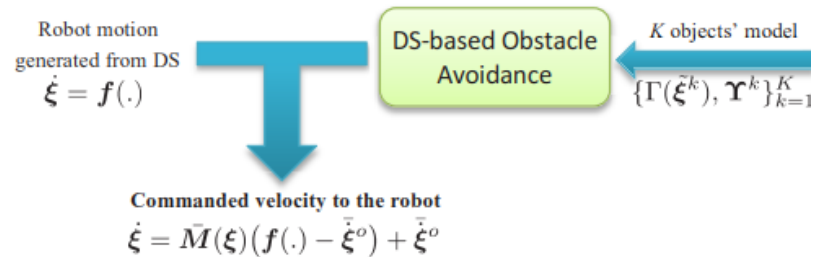 Robot motion
generated from DS
ξ̇ = f(.)
DS-based Obstacle
Avoidance
K objects' model
{Γ(ξ̃ᵏ), Υᵏ}ᴷₖ₌₁
Commanded velocity to the robot
ξ̇ = M̄(ξ)(f(.) − ξ̇̄ᵒ) + ξ̇̄ᵒ